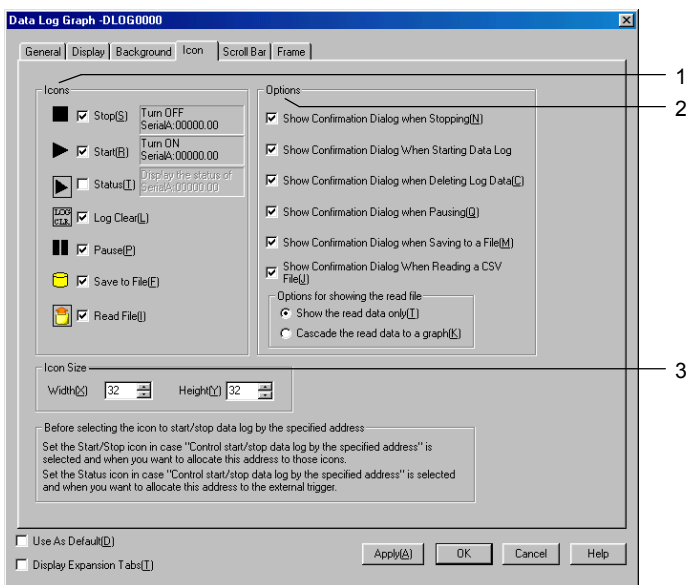 Data Log Graph -DLOG0000
General Display Background Icon Scroll Bar Frame
Icons
Stop(S)
Turn OFF
SerialA:00000.00
Start(R)
Turn ON
SerialA:00000.00
Status(T)
Display the status of
SerialA:00000.00
LOG
CLR
Log Clear(L)
Pause(P)
Save to File(F)
Read File(I)
Options
Show Confirmation Dialog when Stopping(N)
Show Confirmation Dialog When Starting Data Log
Show Confirmation Dialog when Deleting Log Data(C)
Show Confirmation Dialog when Pausing(Q)
Show Confirmation Dialog when Saving to a File(M)
Show Confirmation Dialog When Reading a CSV
File(J)
Options for showing the read file
Show the read data only(T)
Cascade the read data to a graph(K)
1
2
3
Icon Size
Width(X) 32 Height(Y) 32
Before selecting the icon to start/stop data log by the specified address
Set the Start/Stop icon in case "Control start/stop data log by the specified address" is
selected and when you want to allocate this address to those icons.
Set the Status icon in case "Control start/stop data log by the specified address" is selected
and when you want to allocate this address to the external trigger.
Use As Default(D)
Display Expansion Tabs(T)
Apply(A) OK Cancel Help